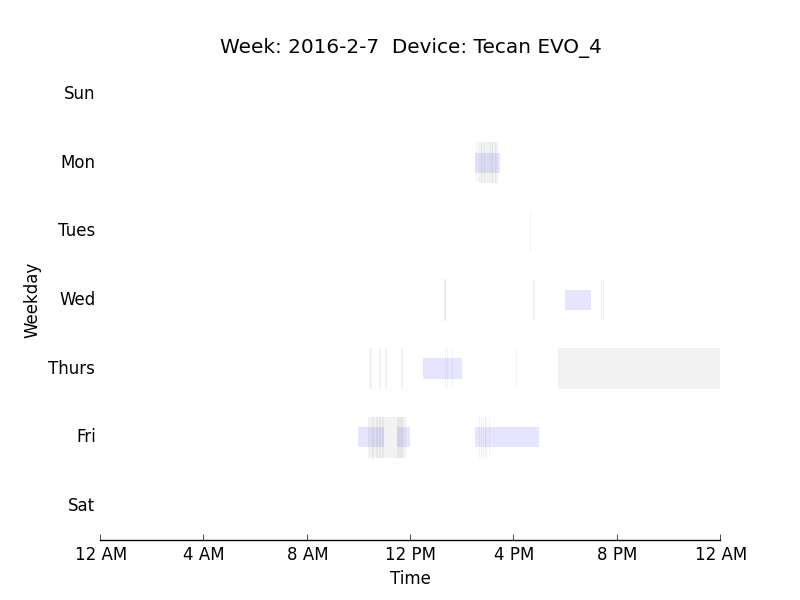 Week: 2016-2-7  Device: Tecan EVO_4
Sun
Mon
Tues
Wed
Thurs
Fri
Sat
Weekday
12 AM
4 AM
8 AM
12 PM
4 PM
8 PM
12 AM
Time